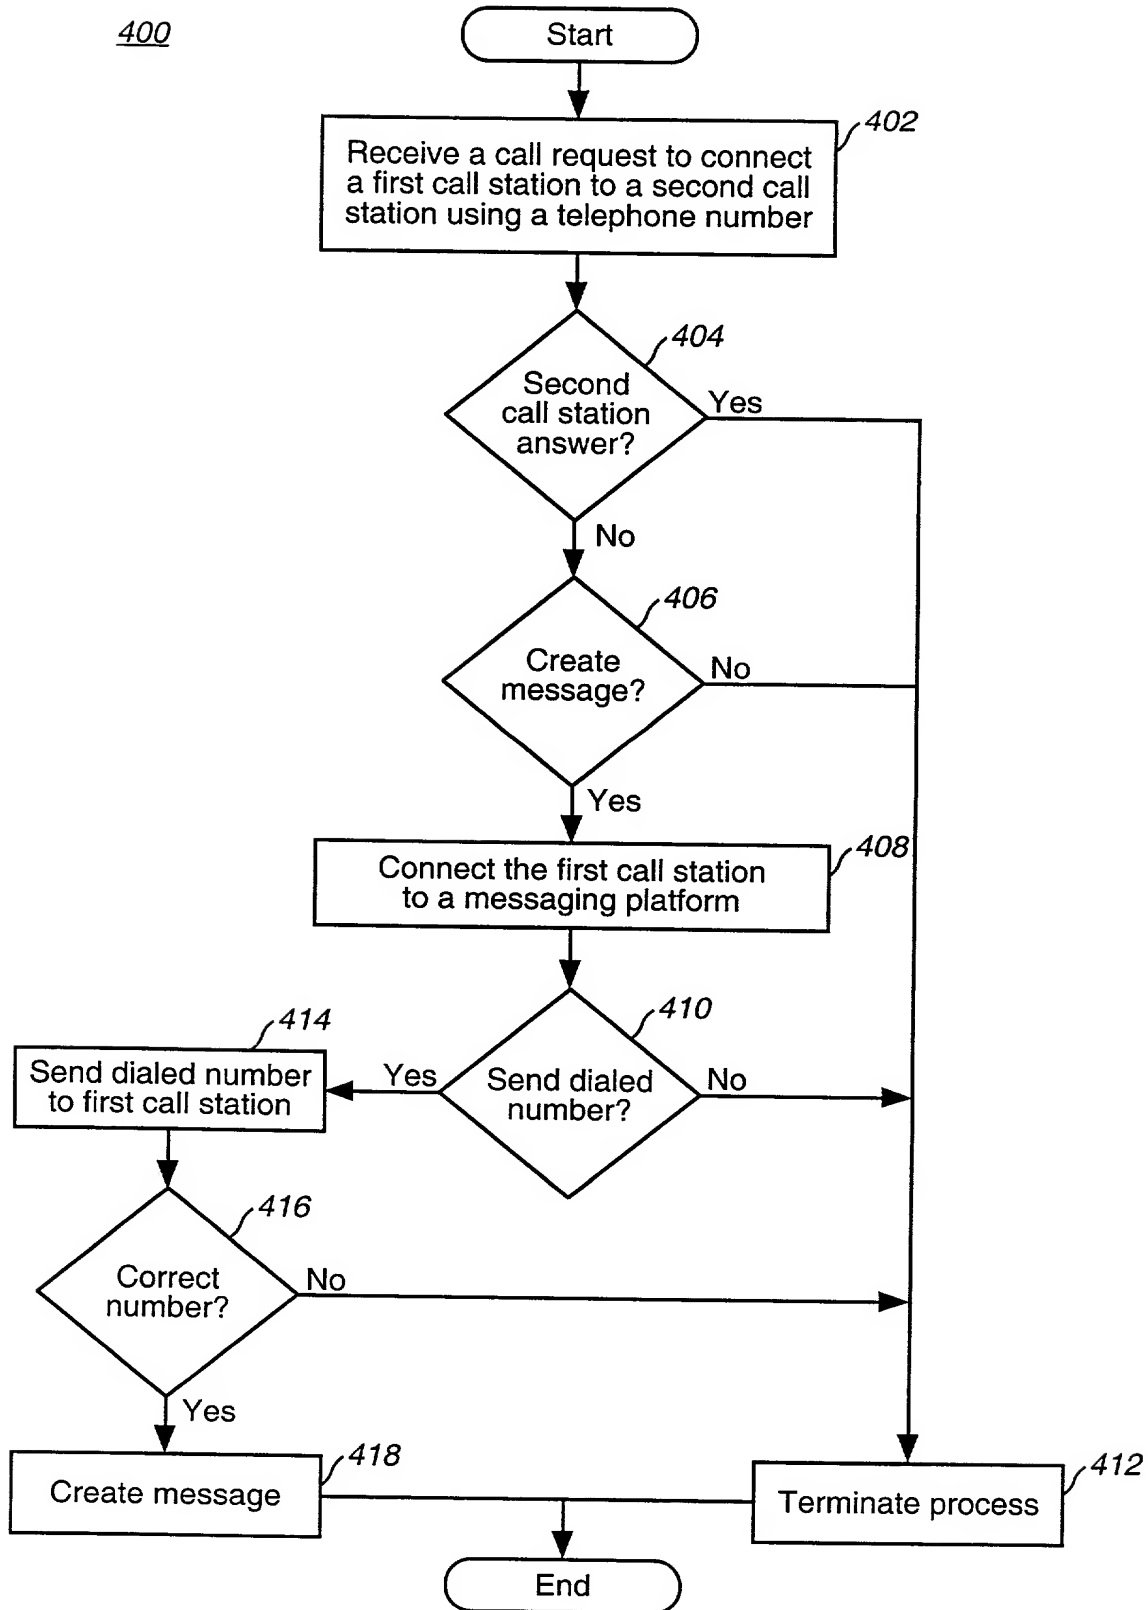 400
Start
402
Receive a call request to connect
a first call station to a second call
station using a telephone number
404
Second
call station
answer?
Yes
No
406
Create
message?
No
Yes
408
Connect the first call station
to a messaging platform
410
Send dialed
number?
Yes
No
414
Send dialed number
to first call station
416
Correct
number?
No
Yes
418
Create message
412
Terminate process
End